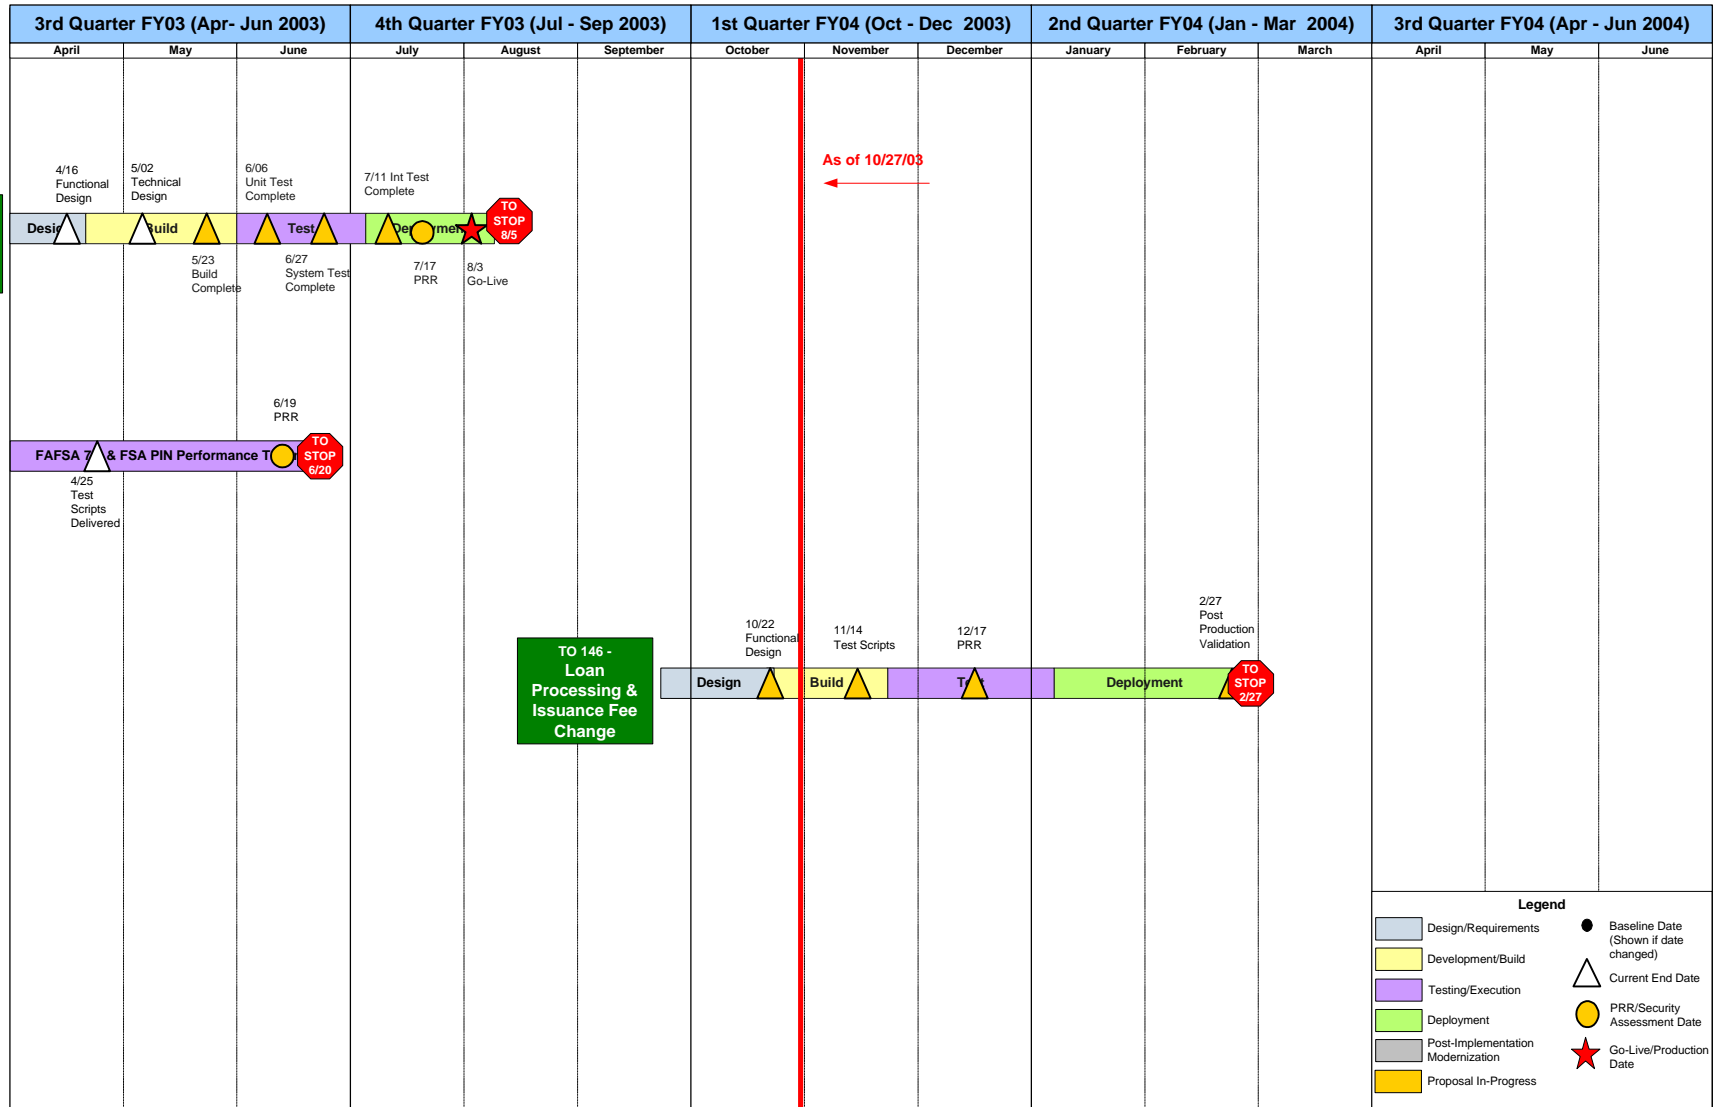 3rd Quarter FY03 (Apr- Jun 2003)
4th Quarter FY03 (Jul - Sep 2003)
1st Quarter FY04 (Oct - Dec 2003)
2nd Quarter FY04 (Jan - Mar 2004)
3rd Quarter FY04 (Apr - Jun 2004)
April
May
June
July
August
September
October
November
December
January
February
March
April
May
June
As of 10/27/03
4/16
Functional
Design
5/02
Technical
Design
6/06
Unit Test
Complete
7/11 Int Test
Complete
Build
Test
TO
STOP
8/5
5/23
Build
Complete
6/27
System Test
Complete
7/17
PRR
8/3
Go-Live
6/19
PRR
FAFSA
& FSA PIN Performance
TO
STOP
6/20
4/25
Test
Scripts
Delivered
TO 146 -
Loan
Processing &
Issuance Fee
Change
10/22
Functional
Design
11/14
Test Scripts
12/17
PRR
2/27
Post
Production
Validation
Design
Build
Deployment
TO
STOP
2/27
Legend
Design/Requirements
Development/Build
Testing/Execution
Deployment
Post-Implementation
Modernization
Proposal In-Progress
Baseline Date
(Shown if date
changed)
Current End Date
PRR/Security
Assessment Date
Go-Live/Production
Date